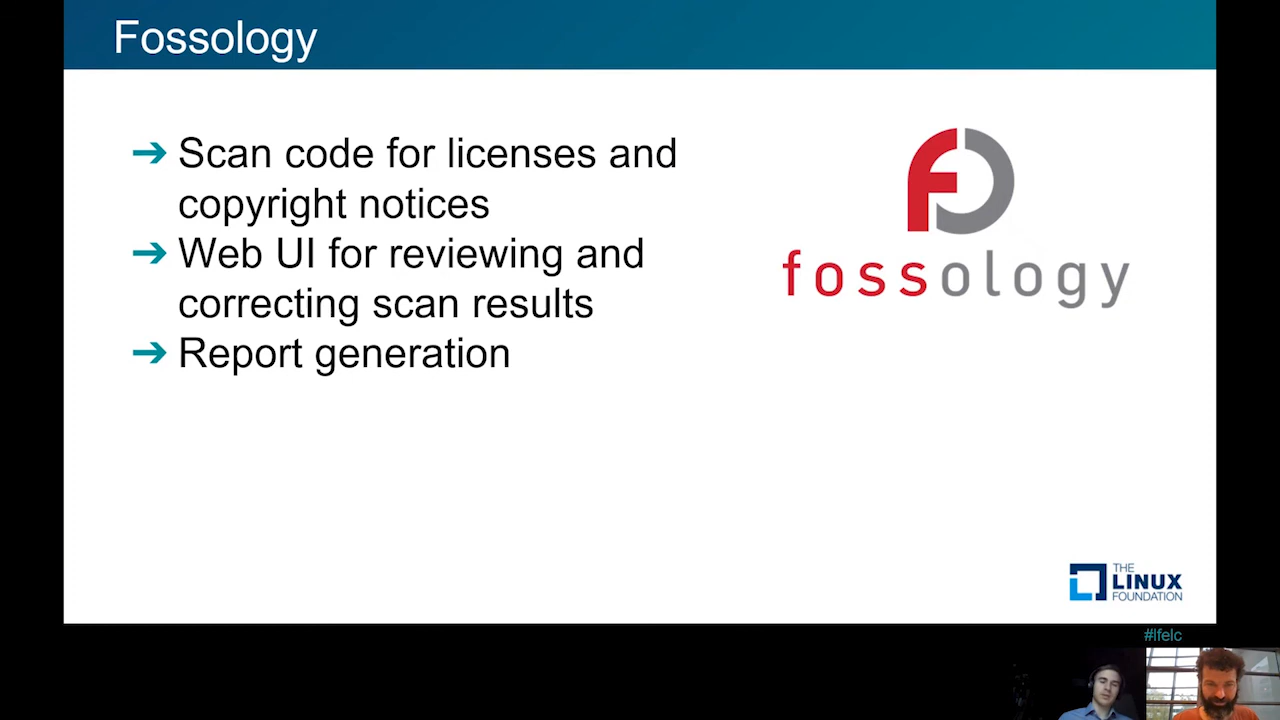 Fossology
➔ Scan code for licenses and
copyright notices
➔ Web UI for reviewing and
correcting scan results
➔ Report generation
fossology
THE
LINUX
FOUNDATION
#lfelc